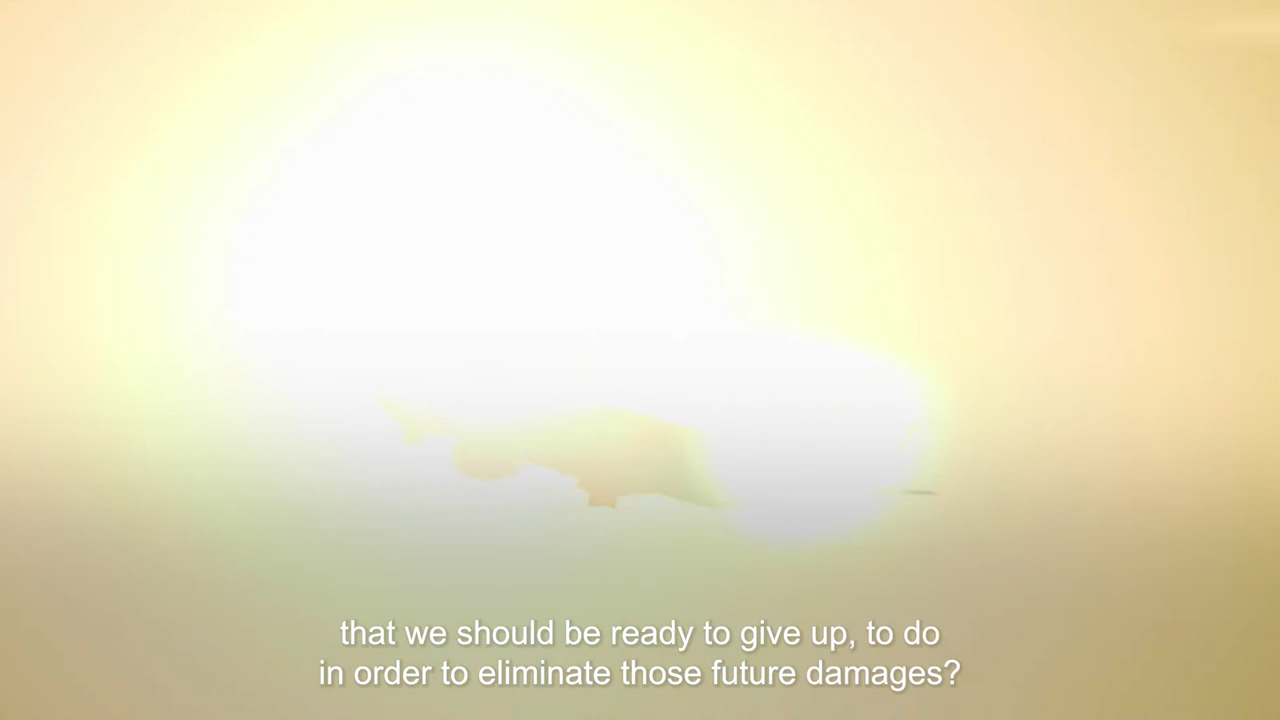 that we should be ready to give up, to do
in order to eliminate those future damages?